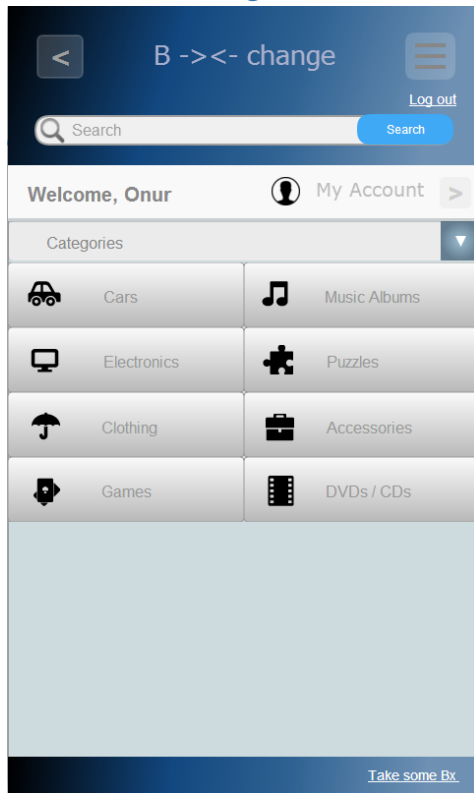 <
B -><- change
Log out
Search
Search
Welcome, Onur
My Account
>
Categories
Cars
Music Albums
Electronics
Puzzles
Clothing
Accessories
Games
DVDs / CDs
Take some Bx